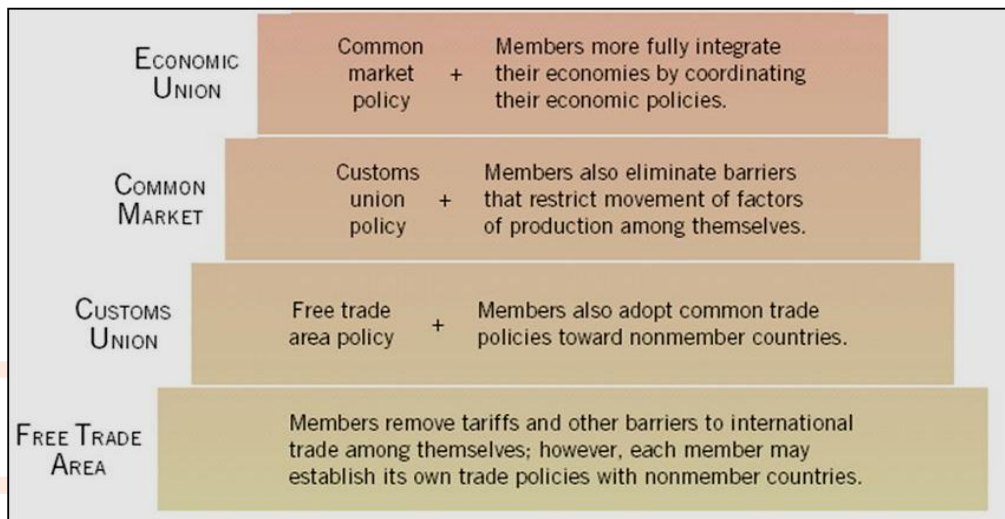 ECONOMIC
UNION
Common
market
policy
+
Members more fully integrate
their economies by coordinating
their economic policies.
COMMON
MARKET
Customs
union
policy
+
Members also eliminate barriers
that restrict movement of factors
of production among themselves.
CUSTOMS
UNION
Free trade
area policy
+
Members also adopt common trade
policies toward nonmember countries.
FREE TRADE
AREA
Members remove tariffs and other barriers to international
trade among themselves; however, each member may
establish its own trade policies with nonmember countries.